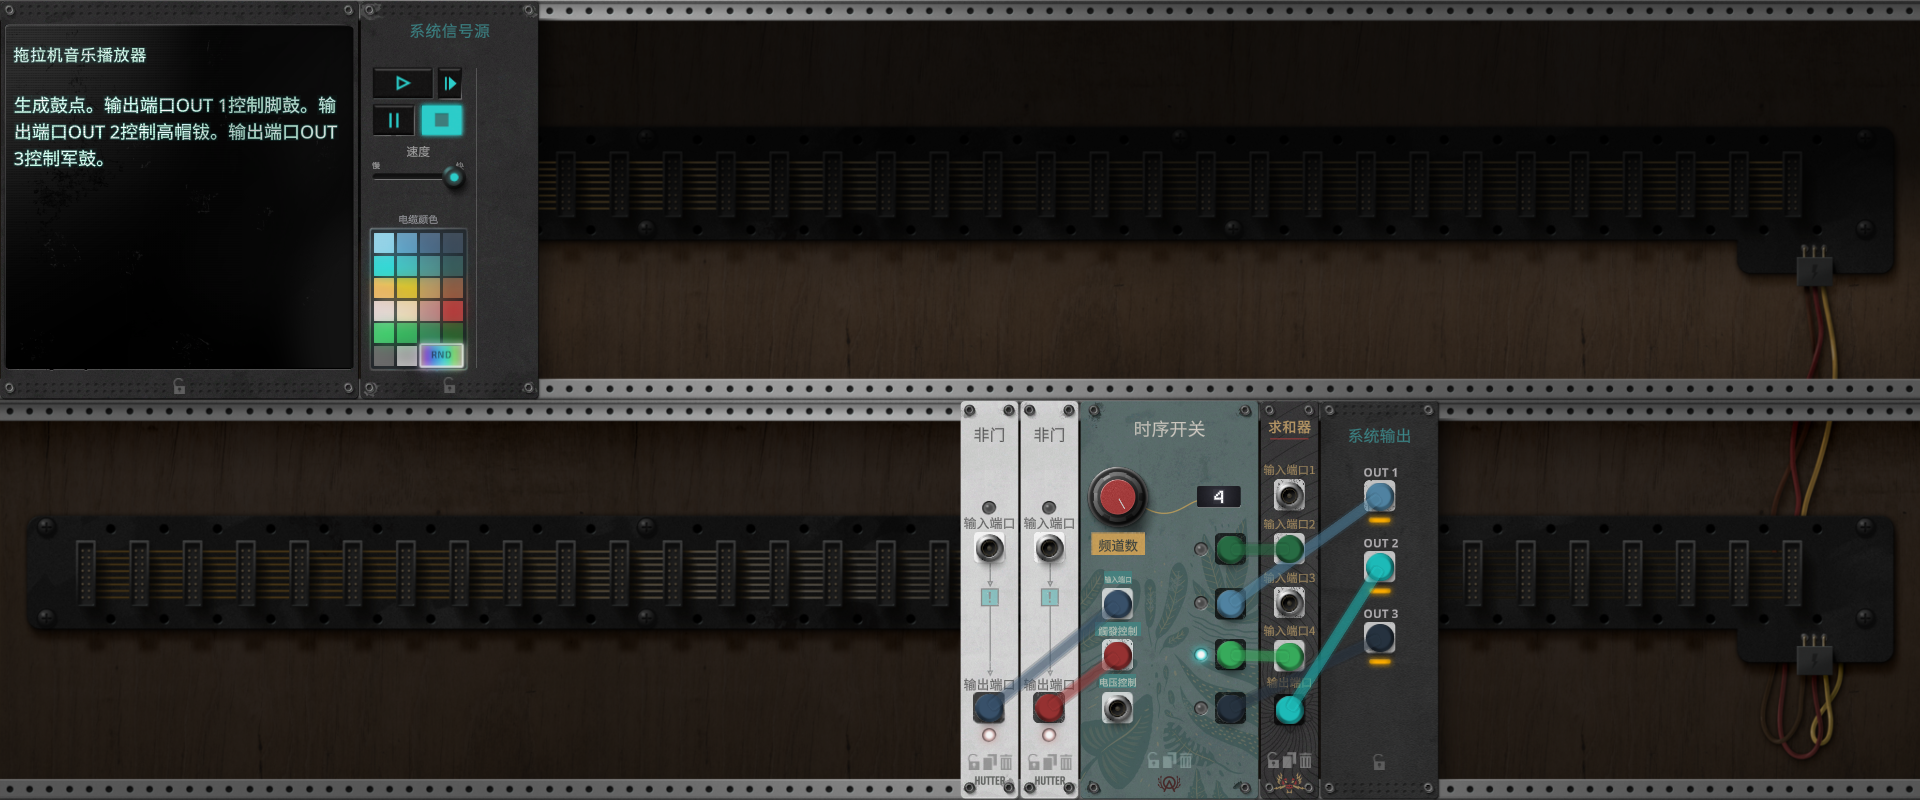 拖拉机音乐播放器
生成鼓点。输出端口OUT 1控制脚鼓。输
出端口OUT 2控制高帽钹。输出端口OUT
3控制军鼓。
系统信号源
速度
慢
快
电缆颜色
RND
非门
输入端口
!
输出端口
HUTTER
非门
输入端口
!
输出端口
HUTTER
时序开关
4
频道数
输入端口
触發控制
电压控制
求和器
输入端口1
输入端口2
输入端口3
输入端口4
输出端口
系统输出
OUT 1
OUT 2
OUT 3